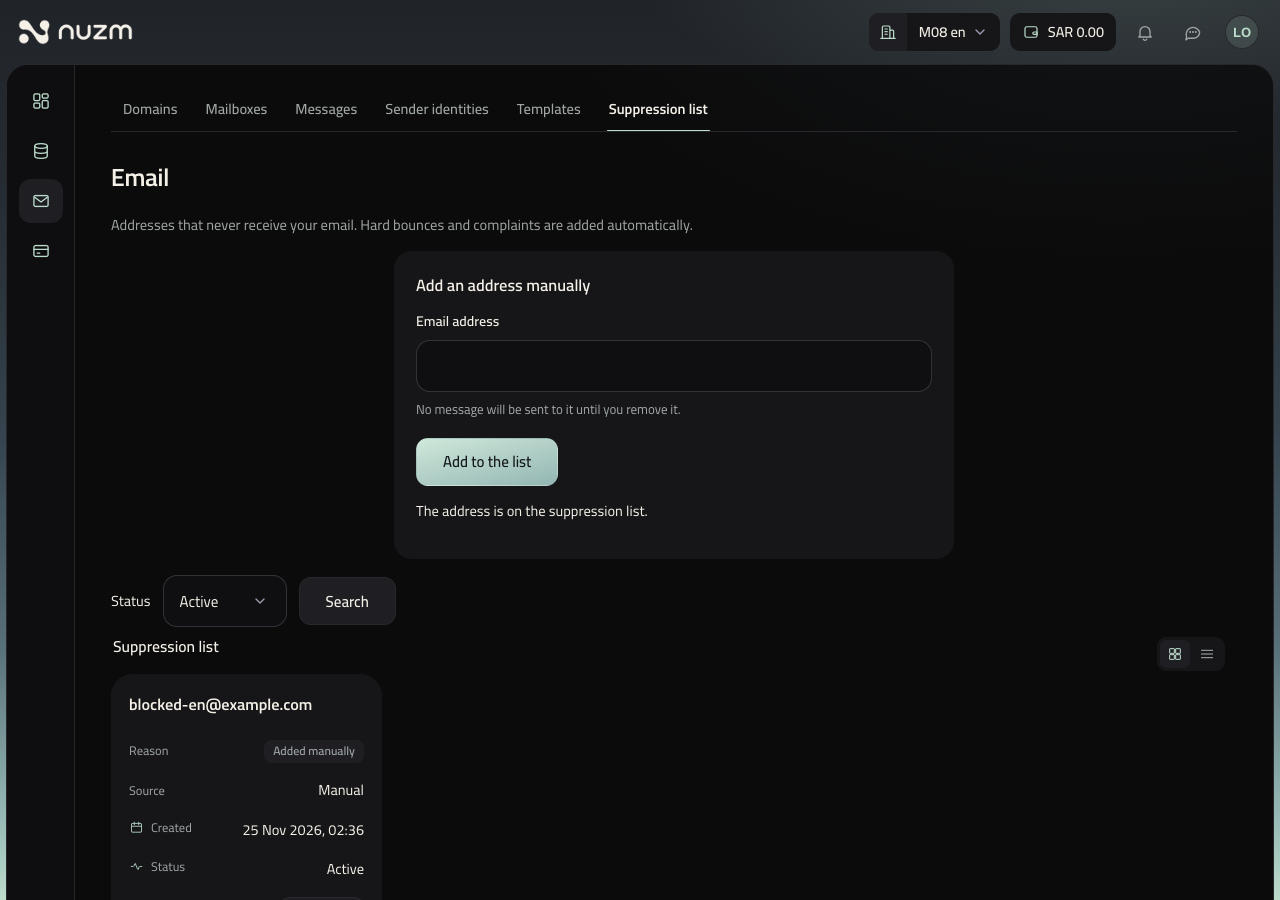 nuzm
M08 en
SAR 0.00
LO
Domains Mailboxes Messages Sender identities Templates Suppression list
Email
Addresses that never receive your email. Hard bounces and complaints are added automatically.
Add an address manually
Email address
No message will be sent to it until you remove it.
Add to the list
The address is on the suppression list.
Status Active Search
Suppression list
blocked-en@example.com
Reason Added manually
Source Manual
Created 25 Nov 2026, 02:36
Status Active